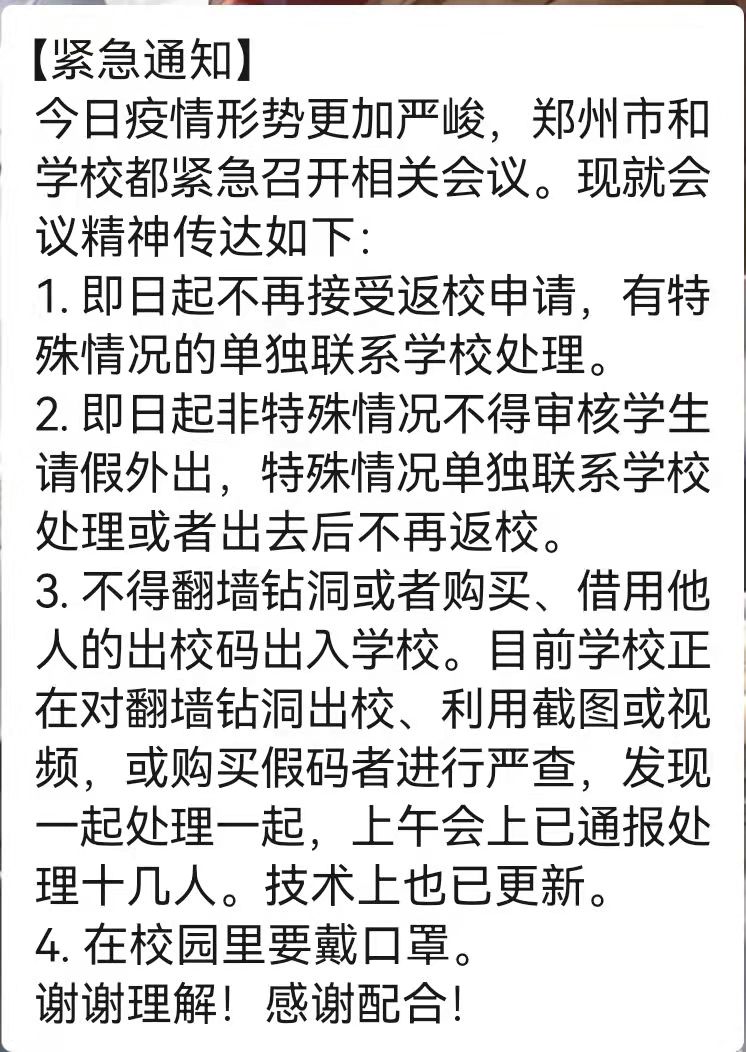 【紧急通知】
今日疫情形势更加严峻，郑州市和
学校都紧急召开相关会议。现就会
议精神传达如下：
1. 即日起不再接受返校申请，有特
殊情况的单独联系学校处理。
2. 即日起非特殊情况不得审核学生
请假外出，特殊情况单独联系学校
处理或者出去后不再返校。
3. 不得翻墙钻洞或者购买、借用他
人的出校码出入学校。目前学校正
在对翻墙钻洞出校、利用截图或视
频，或购买假码者进行严查，发现
一起处理一起，上午会上已通报处
理十几人。技术上也已更新。
4. 在校园里要戴口罩。
谢谢理解！感谢配合！